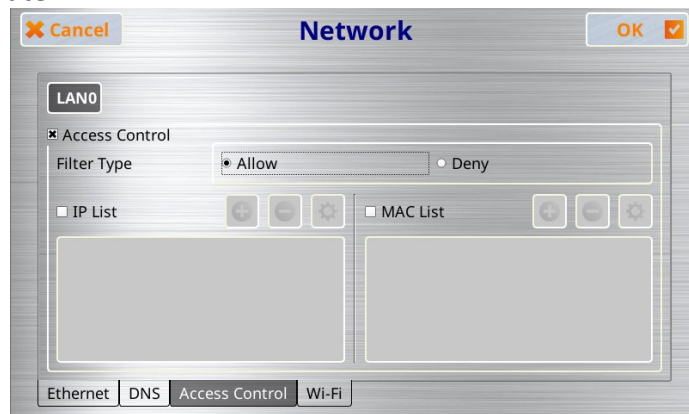 Cancel
Network
OK
LAN0
Access Control
Filter Type
Allow
Deny
IP List
MAC List
Ethernet
DNS
Access Control
Wi-Fi